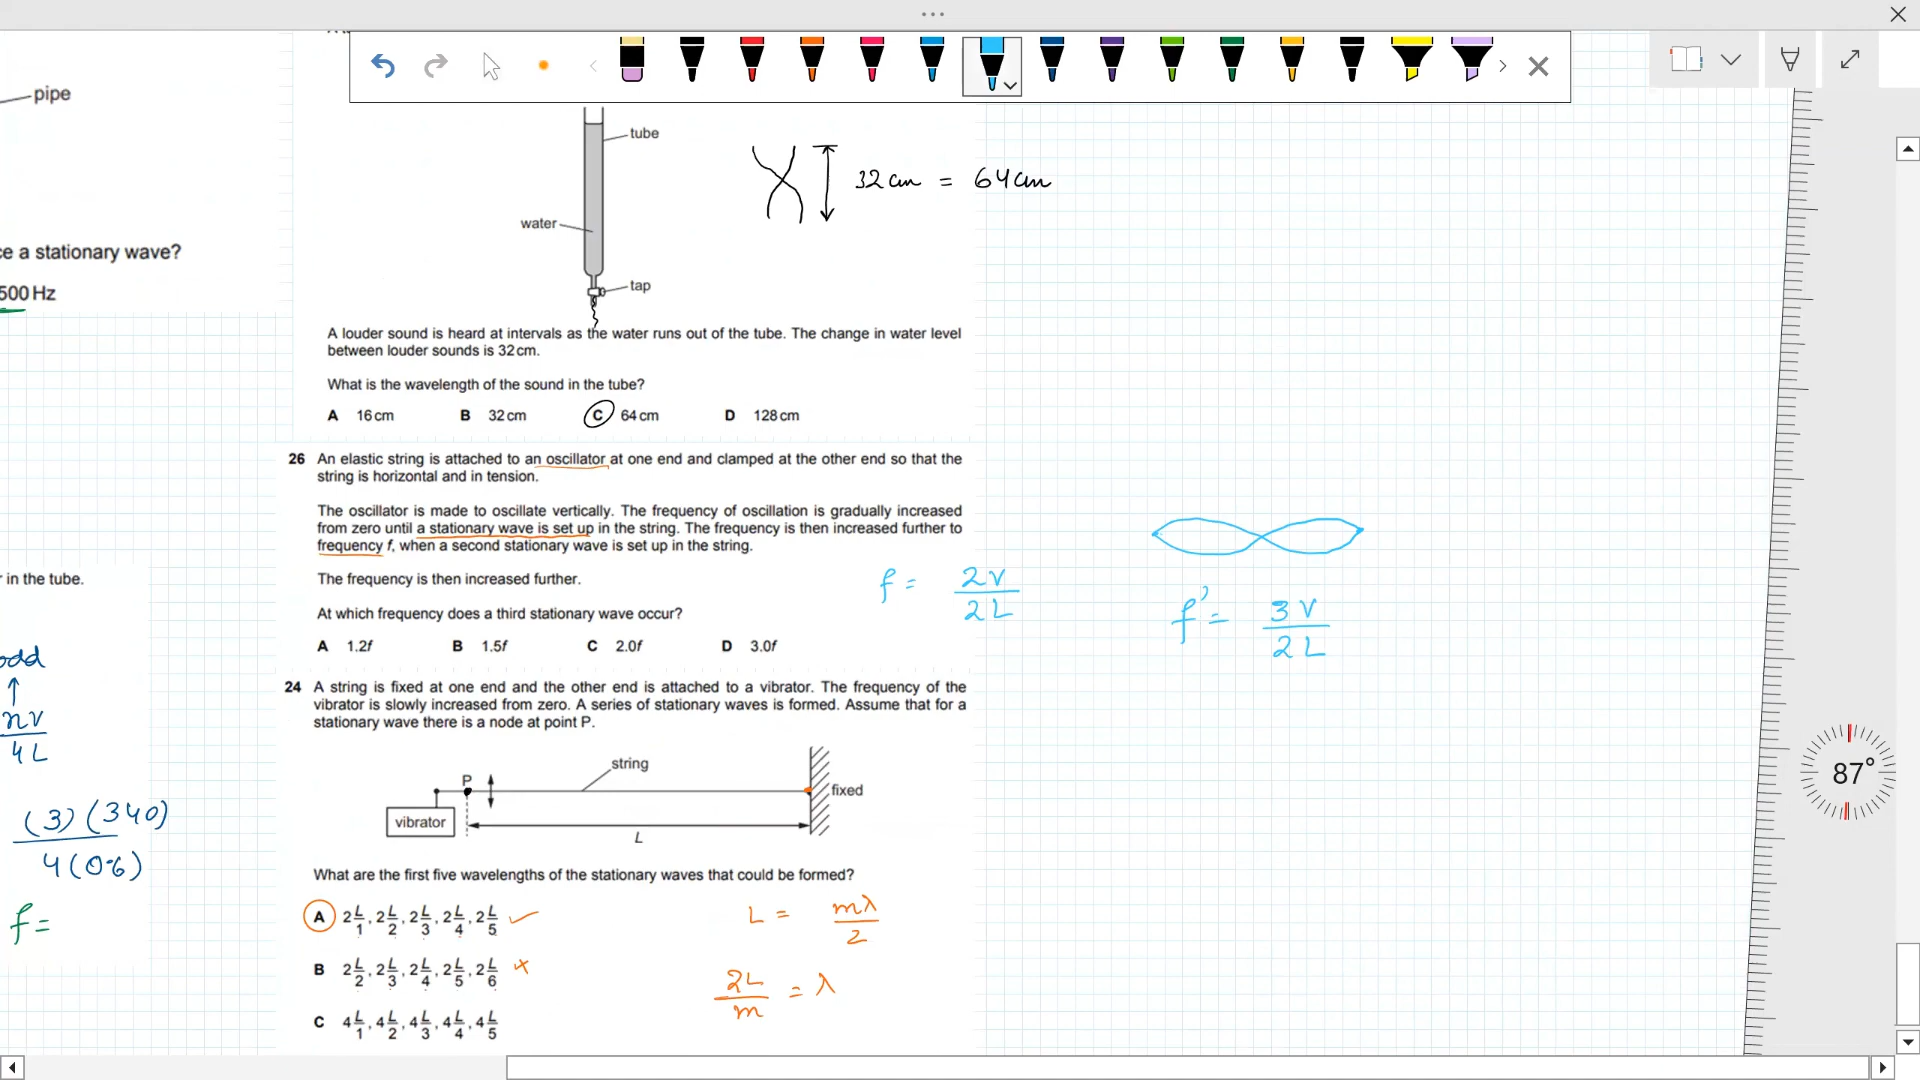 pipe
tube
32 cm = 64 cm
water
ce a stationary wave?
tap
500 Hz
A louder sound is heard at intervals as the water runs out of the tube. The change in water level
between louder sounds is 32 cm.
What is the wavelength of the sound in the tube?
A 16 cm B 32 cm C 64 cm D 128 cm
26 An elastic string is attached to an oscillator at one end and clamped at the other end so that the
string is horizontal and in tension.
The oscillator is made to oscillate vertically. The frequency of oscillation is gradually increased
from zero until a stationary wave is set up in the string. The frequency is then increased further to
frequency f, when a second stationary wave is set up in the string.
in the tube.
The frequency is then increased further.
f = 2V / 2L
f' = 3V / 2L
At which frequency does a third stationary wave occur?
A 1.2f B 1.5f C 2.0f D 3.0f
odd
nv / 4L
24 A string is fixed at one end and the other end is attached to a vibrator. The frequency of the
vibrator is slowly increased from zero. A series of stationary waves is formed. Assume that for a
stationary wave there is a node at point P.
string
P
fixed
vibrator
L
87°
(3)(340)
4(0.6)
What are the first five wavelengths of the stationary waves that could be formed?
f=
A 2L/1, 2L/2, 2L/3, 2L/4, 2L/5
L = mλ / 2
B 2L/2, 2L/3, 2L/4, 2L/5, 2L/6
2L / m = λ
C 4L/1, 4L/2, 4L/3, 4L/4, 4L/5